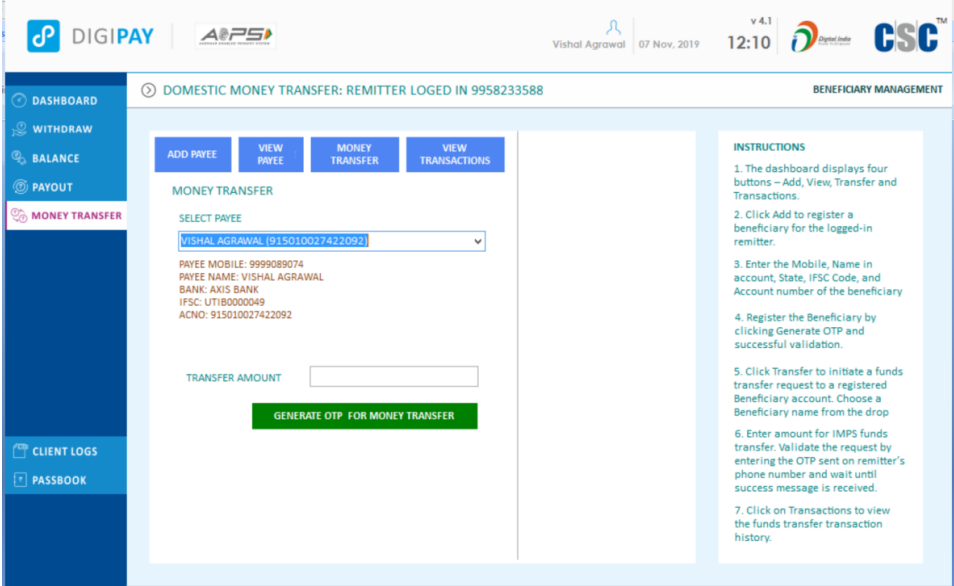 DIGIPAY
AEPS
Vishal Agrawal
07 Nov, 2019
v 4.1
12:10
Digital India
CSC
TM
DASHBOARD
WITHDRAW
BALANCE
PAYOUT
MONEY TRANSFER
CLIENT LOGS
PASSBOOK
DOMESTIC MONEY TRANSFER: REMITTER LOGED IN 9958233588
BENEFICIARY MANAGEMENT
ADD PAYEE
VIEW
PAYEE
MONEY
TRANSFER
VIEW
TRANSACTIONS
MONEY TRANSFER
SELECT PAYEE
VISHAL AGRAWAL (915010027422092)
PAYEE MOBILE: 9999089074
PAYEE NAME: VISHAL AGRAWAL
BANK: AXIS BANK
IFSC: UTIB0000049
ACNO: 915010027422092
TRANSFER AMOUNT
GENERATE OTP FOR MONEY TRANSFER
INSTRUCTIONS
1. The dashboard displays four
buttons – Add, View, Transfer and
Transactions.
2. Click Add to register a
beneficiary for the logged-in
remitter.
3. Enter the Mobile, Name in
account, State, IFSC Code, and
Account number of the beneficiary
4. Register the Beneficiary by
clicking Generate OTP and
successful validation.
5. Click Transfer to initiate a funds
transfer request to a registered
Beneficiary account. Choose a
Beneficiary name from the drop
6. Enter amount for IMPS funds
transfer. Validate the request by
entering the OTP sent on remitter's
phone number and wait until
success message is received.
7. Click on Transactions to view
the funds transfer transaction
history.